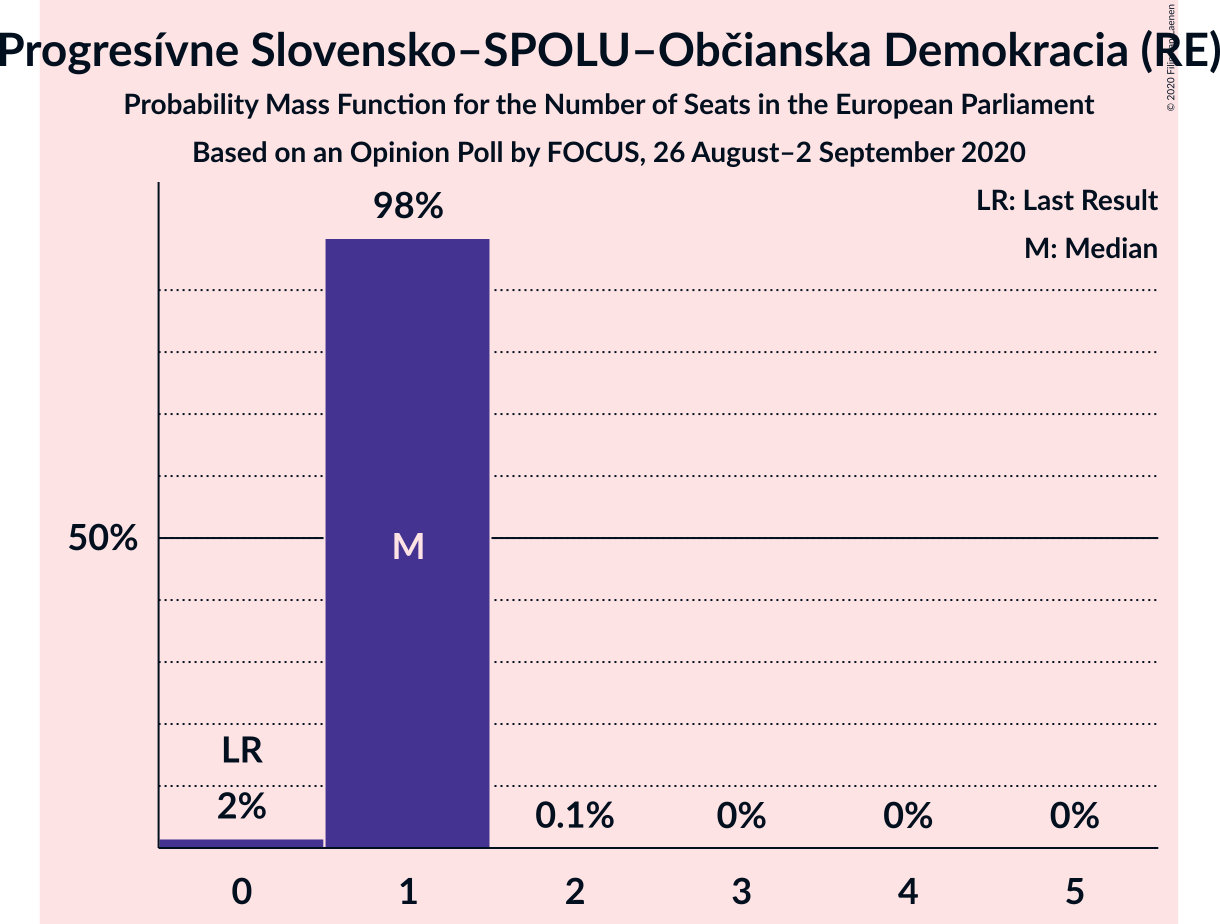 Progresívne Slovensko–SPOLU–Občianska Demokracia (RE)
Probability Mass Function for the Number of Seats in the European Parliament
Based on an Opinion Poll by FOCUS, 26 August–2 September 2020
© 2020
LR: Last Result
M: Median
98%
50%
M
LR
2%
0.1%
0%
0%
0%
0
1
2
3
4
5